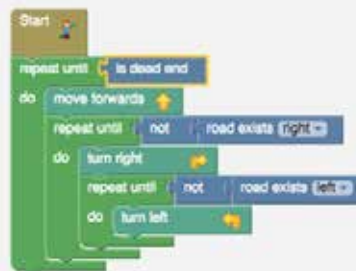 Start
repeat until is dead end
do move forwards
repeat until not road exists right
do turn right
repeat until not road exists left
do turn left